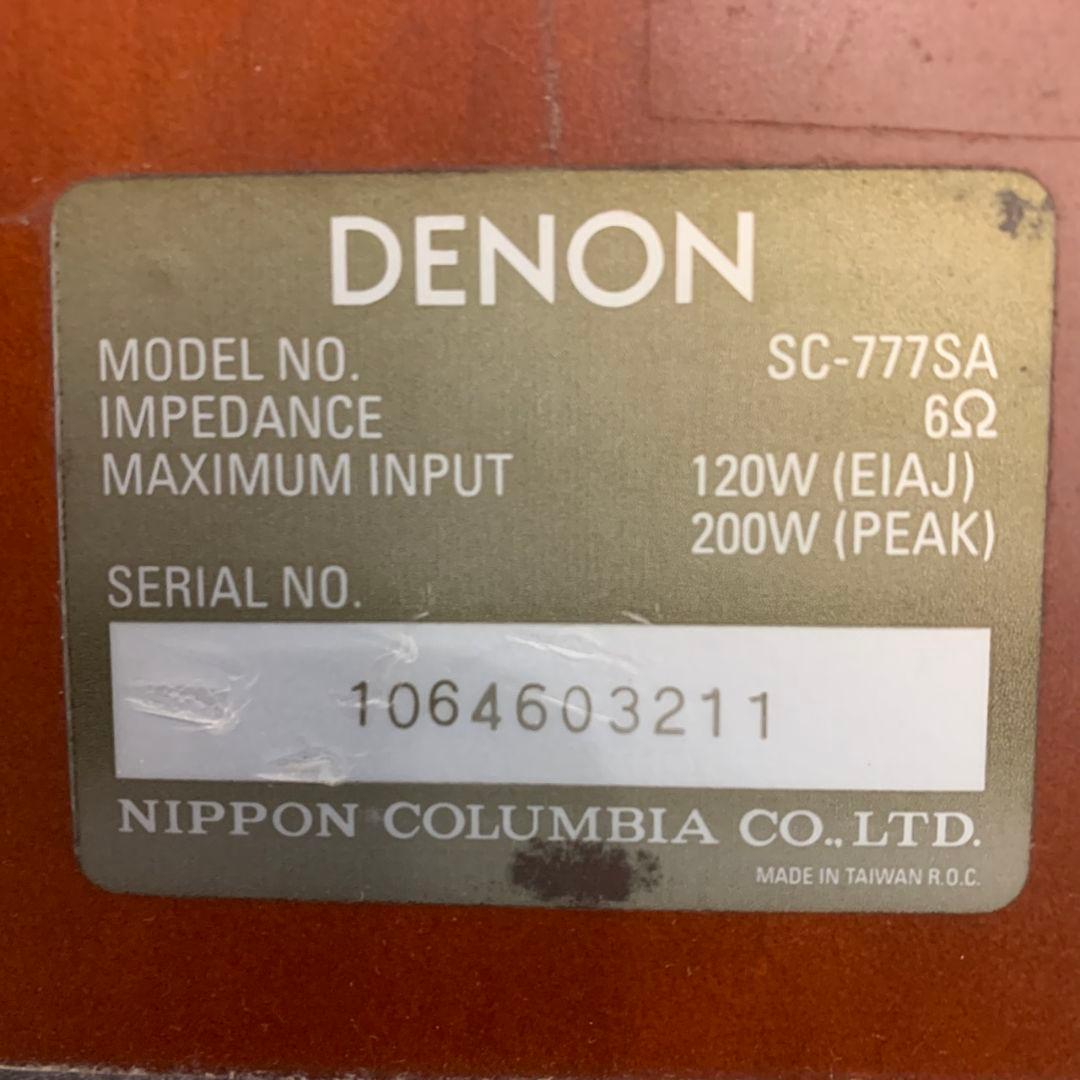 DENON
MODEL NO. SC-777SA
IMPEDANCE 6Ω
MAXIMUM INPUT 120W (EIAJ)
200W (PEAK)
SERIAL NO.
1064603211
NIPPON COLUMBIA CO., LTD.
MADE IN TAIWAN R.O.C.